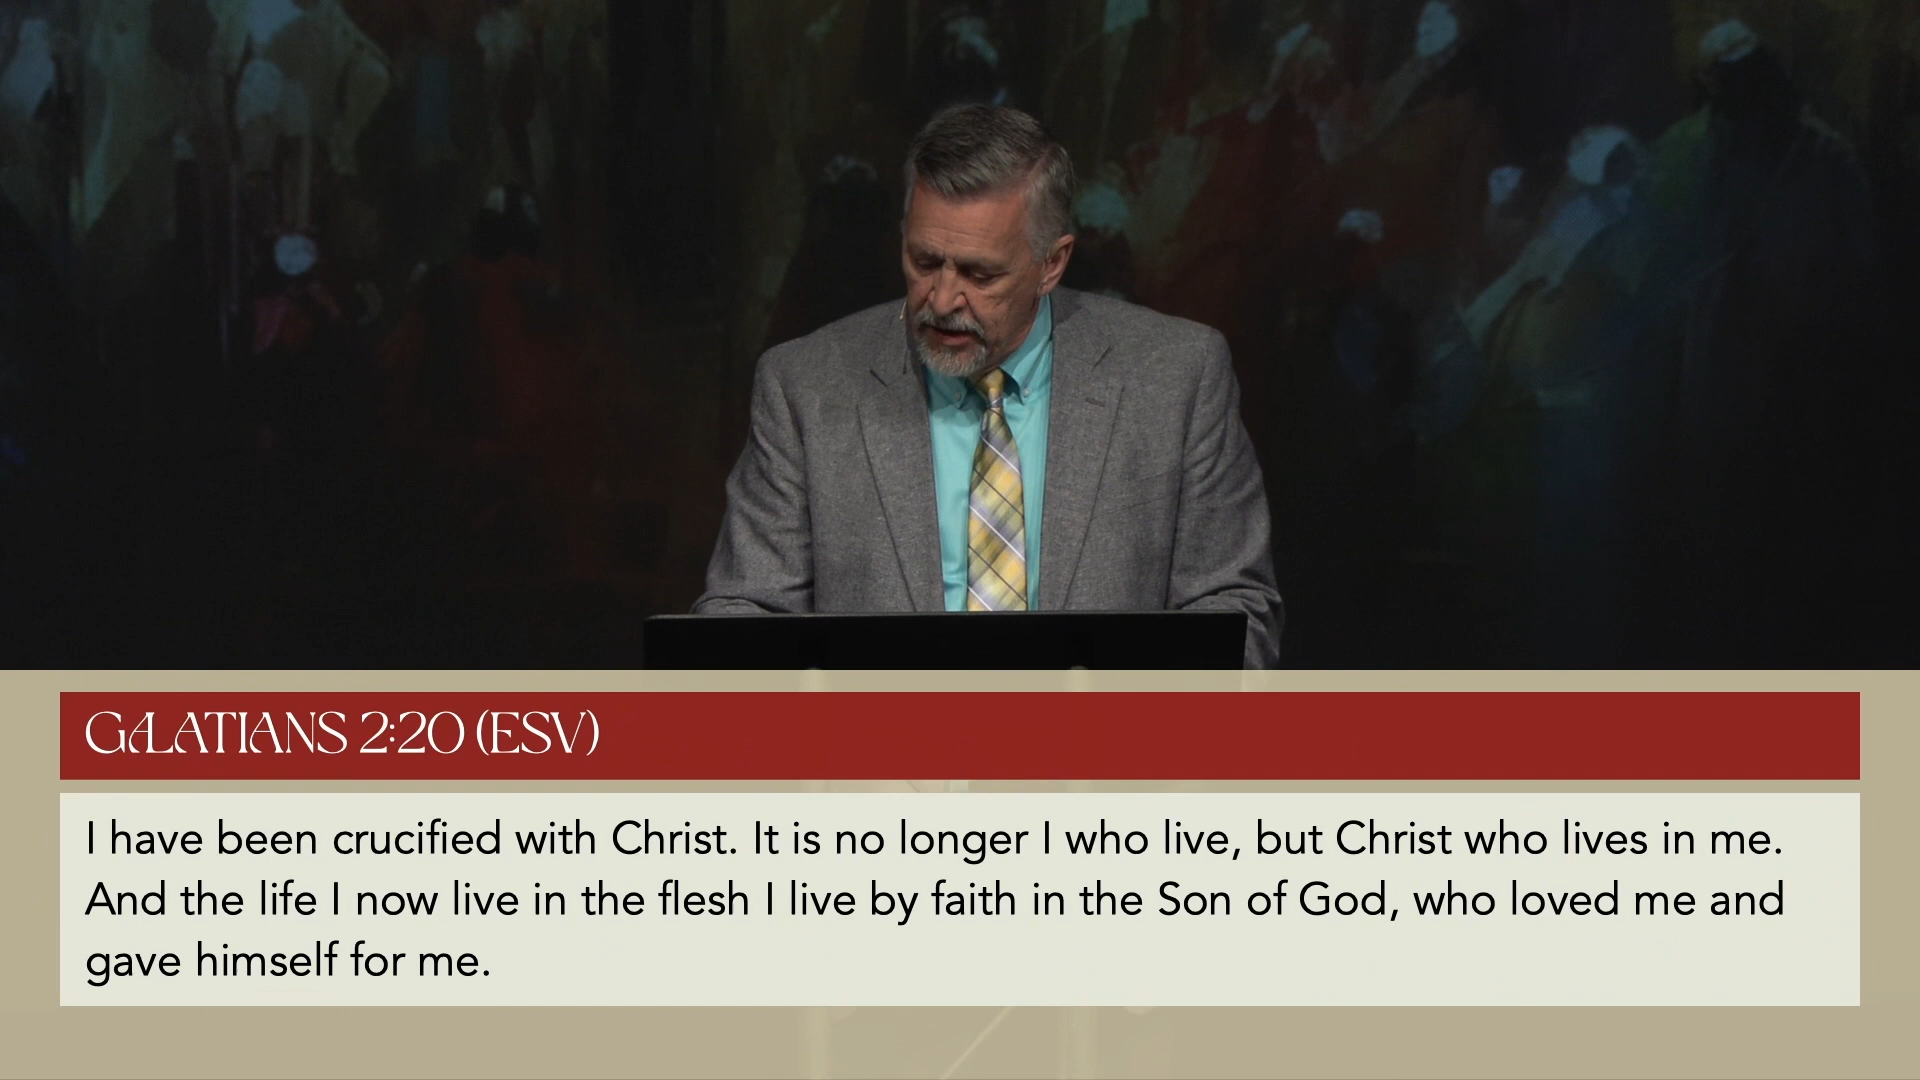 GALATIANS 2:20 (ESV)
I have been crucified with Christ. It is no longer I who live, but Christ who lives in me.
And the life I now live in the flesh I live by faith in the Son of God, who loved me and
gave himself for me.